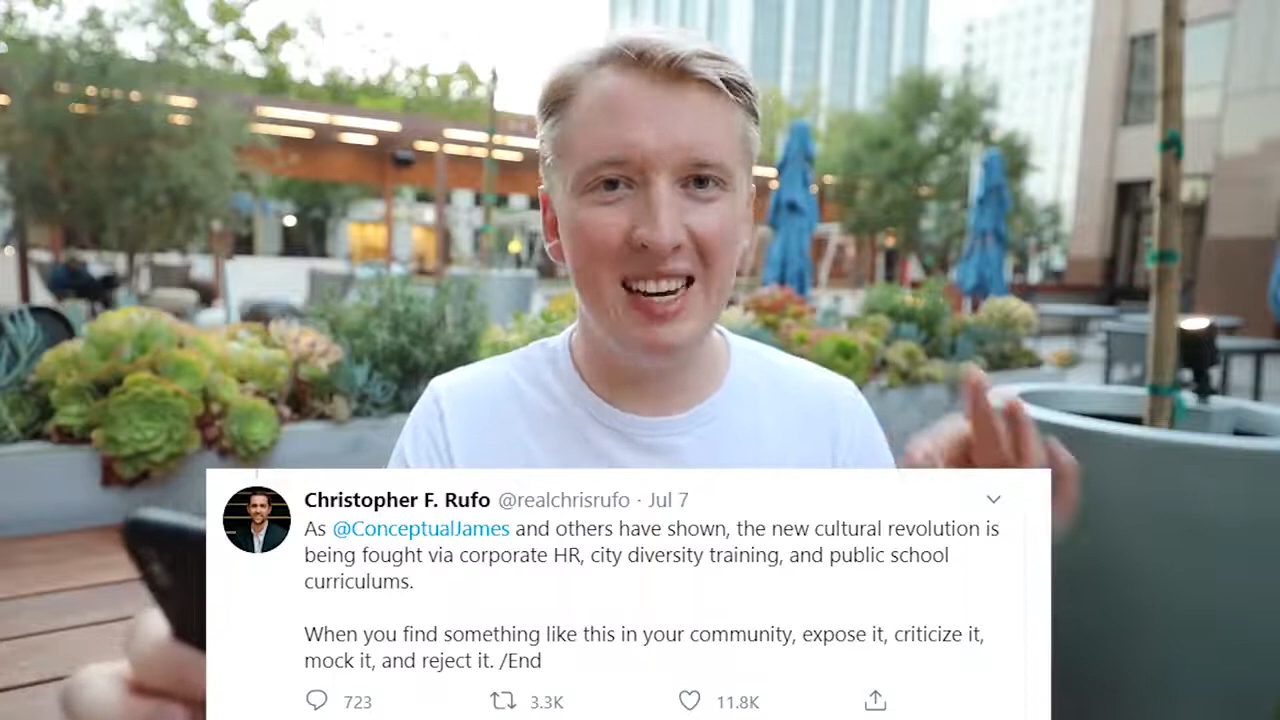 Christopher F. Rufo @realchrisrufo · Jul 7
As @ConceptualJames and others have shown, the new cultural revolution is
being fought via corporate HR, city diversity training, and public school
curriculums.
When you find something like this in your community, expose it, criticize it,
mock it, and reject it. /End
723 3.3K 11.8K